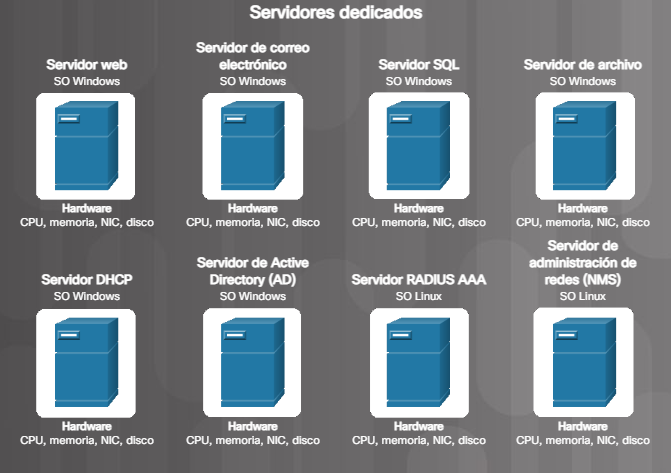 Servidores dedicados
Servidor web
SO Windows
Hardware
CPU, memoria, NIC, disco
Servidor de correo
electrónico
SO Windows
Hardware
CPU, memoria, NIC, disco
Servidor SQL
SO Windows
Hardware
CPU, memoria, NIC, disco
Servidor de archivo
SO Windows
Hardware
CPU, memoria, NIC, disco
Servidor DHCP
SO Windows
Hardware
CPU, memoria, NIC, disco
Servidor de Active
Directory (AD)
SO Windows
Hardware
CPU, memoria, NIC, disco
Servidor RADIUS AAA
SO Linux
Hardware
CPU, memoria, NIC, disco
Servidor de
administración de
redes (NMS)
SO Linux
Hardware
CPU, memoria, NIC, disco